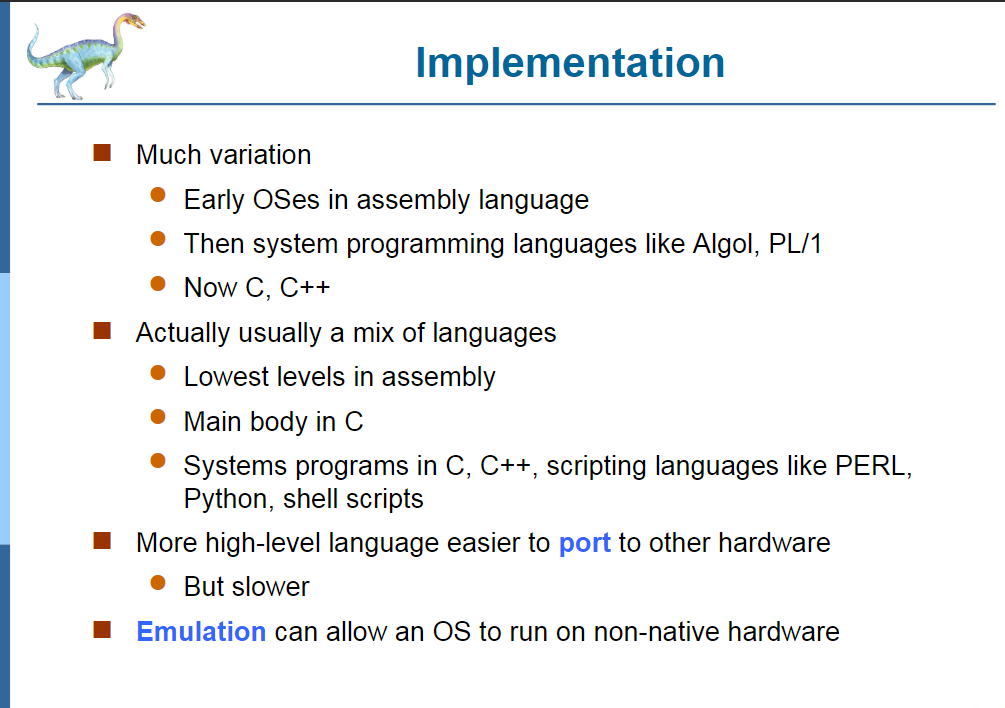 Implementation
Much variation
Early OSes in assembly language
Then system programming languages like Algol, PL/1
Now C, C++
Actually usually a mix of languages
Lowest levels in assembly
Main body in C
Systems programs in C, C++, scripting languages like PERL,
Python, shell scripts
More high-level language easier to port to other hardware
But slower
Emulation can allow an OS to run on non-native hardware